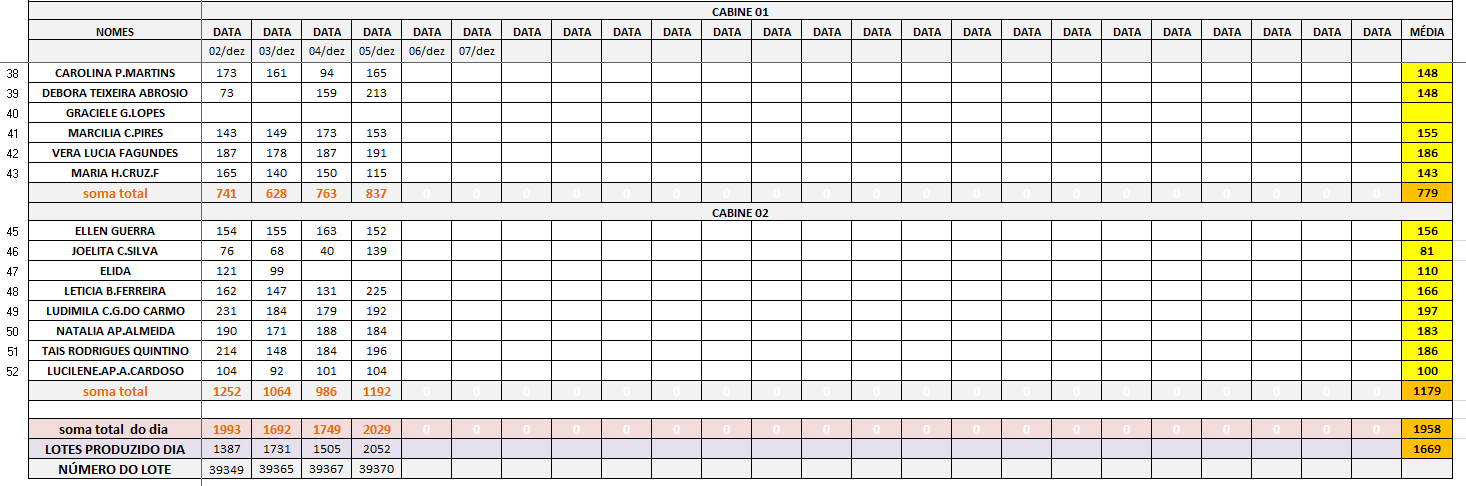 CABINE 01
NOMES DATA DATA DATA DATA DATA DATA DATA DATA DATA DATA DATA DATA DATA DATA DATA DATA DATA DATA DATA DATA DATA DATA DATA DATA MÉDIA
02/dez 03/dez 04/dez 05/dez 06/dez 07/dez
38 CAROLINA P.MARTINS 173 161 94 165 148
39 DEBORA TEIXEIRA ABROSIO 73 159 213 148
40 GRACIELE G.LOPES
41 MARCILIA C.PIRES 143 149 173 153 155
42 VERA LUCIA FAGUNDES 187 178 187 191 186
43 MARIA H.CRUZ.F 165 140 150 115 143
soma total 741 628 763 837 0 0 0 0 0 0 0 0 0 0 0 0 0 0 0 0 0 0 0 0 779
CABINE 02
45 ELLEN GUERRA 154 155 163 152 156
46 JOELITA C.SILVA 76 68 40 139 81
47 ELIDA 121 99 110
48 LETICIA B.FERREIRA 162 147 131 225 166
49 LUDIMILA C.G.DO CARMO 231 184 179 192 197
50 NATALIA AP.ALMEIDA 190 171 188 184 183
51 TAIS RODRIGUES QUINTINO 214 148 184 196 186
52 LUCILENE.AP.A.CARDOSO 104 92 101 104 100
soma total 1252 1064 986 1192 0 0 0 0 0 0 0 0 0 0 0 0 0 0 0 0 0 0 0 0 1179
soma total do dia 1993 1692 1749 2029 0 0 0 0 0 0 0 0 0 0 0 0 0 0 0 0 0 0 0 0 1958
LOTES PRODUZIDO DIA 1387 1731 1505 2052 1669
NÚMERO DO LOTE 39349 39365 39367 39370